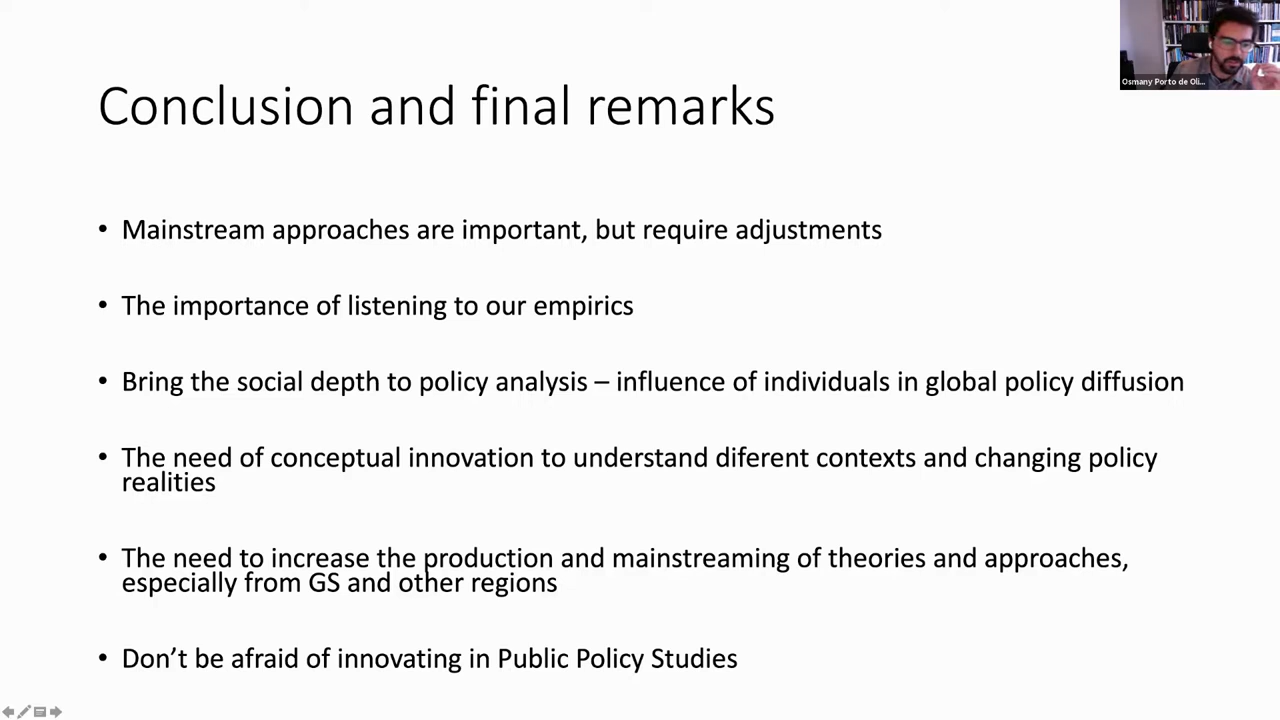 Conclusion and final remarks
Osmany Porto de Oli...
• Mainstream approaches are important, but require adjustments
• The importance of listening to our empirics
• Bring the social depth to policy analysis – influence of individuals in global policy diffusion
• The need of conceptual innovation to understand diferent contexts and changing policy
realities
• The need to increase the production and mainstreaming of theories and approaches,
especially from GS and other regions
• Don’t be afraid of innovating in Public Policy Studies